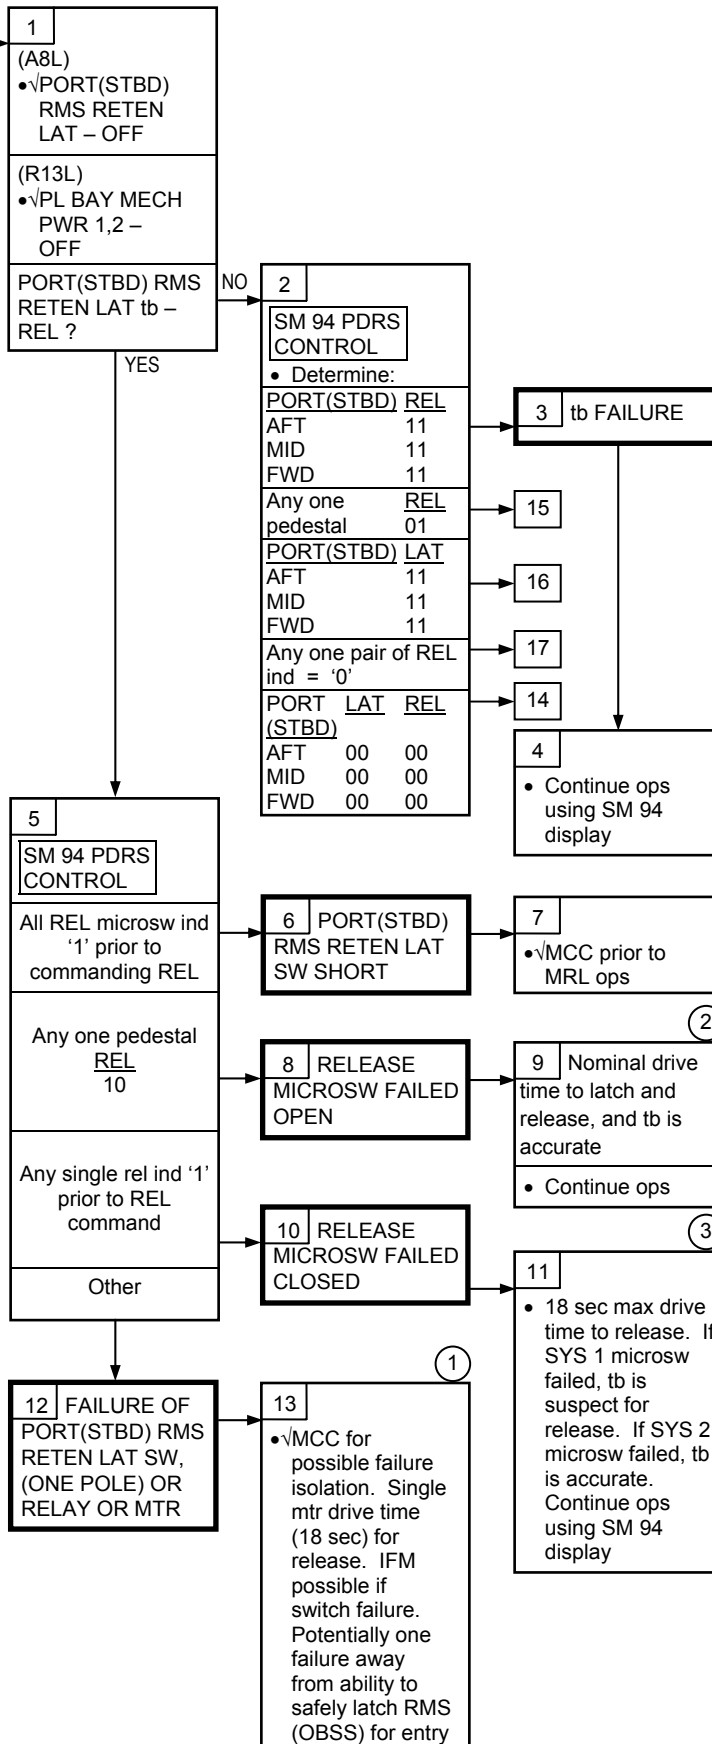 1
(A8L)
•√PORT(STBD)
RMS RETEN
LAT – OFF
(R13L)
•√PL BAY MECH
PWR 1,2 –
OFF
PORT(STBD) RMS
RETEN LAT tb –
REL ?
NO
YES
2
SM 94 PDRS
CONTROL
• Determine:
PORT(STBD) REL
AFT 11
MID 11
FWD 11
Any one REL
pedestal 01
PORT(STBD) LAT
AFT 11
MID 11
FWD 11
Any one pair of REL
ind = ‘0’
PORT LAT REL
(STBD)
AFT 00 00
MID 00 00
FWD 00 00
3 tb FAILURE
15
16
17
14
4
• Continue ops
using SM 94
display
5
SM 94 PDRS
CONTROL
All REL microsw ind
‘1’ prior to
commanding REL
Any one pedestal
REL
10
Any single rel ind ‘1’
prior to REL
command
Other
6 PORT(STBD)
RMS RETEN LAT
SW SHORT
7
•√MCC prior to
MRL ops
8 RELEASE
MICROSW FAILED
OPEN
2
9 Nominal drive
time to latch and
release, and tb is
accurate
• Continue ops
10 RELEASE
MICROSW FAILED
CLOSED
3
11
• 18 sec max drive
time to release. If
SYS 1 microsw
failed, tb is
suspect for
release. If SYS 2
microsw failed, tb
is accurate.
Continue ops
using SM 94
display
12 FAILURE OF
PORT(STBD) RMS
RETEN LAT SW,
(ONE POLE) OR
RELAY OR MTR
1
13
•√MCC for
possible failure
isolation. Single
mtr drive time
(18 sec) for
release. IFM
possible if
switch failure.
Potentially one
failure away
from ability to
safely latch RMS
(OBSS) for entry